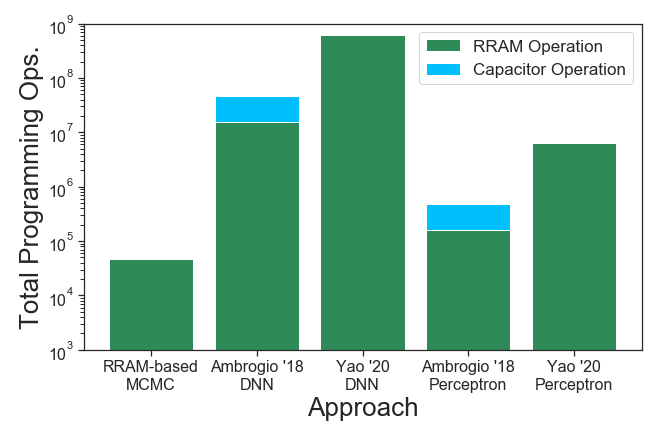 Total Programming Ops.
10^9
10^8
10^7
10^6
10^5
10^4
10^3
RRAM Operation
Capacitor Operation
RRAM-based
MCMC
Ambrogio '18
DNN
Yao '20
DNN
Ambrogio '18
Perceptron
Yao '20
Perceptron
Approach